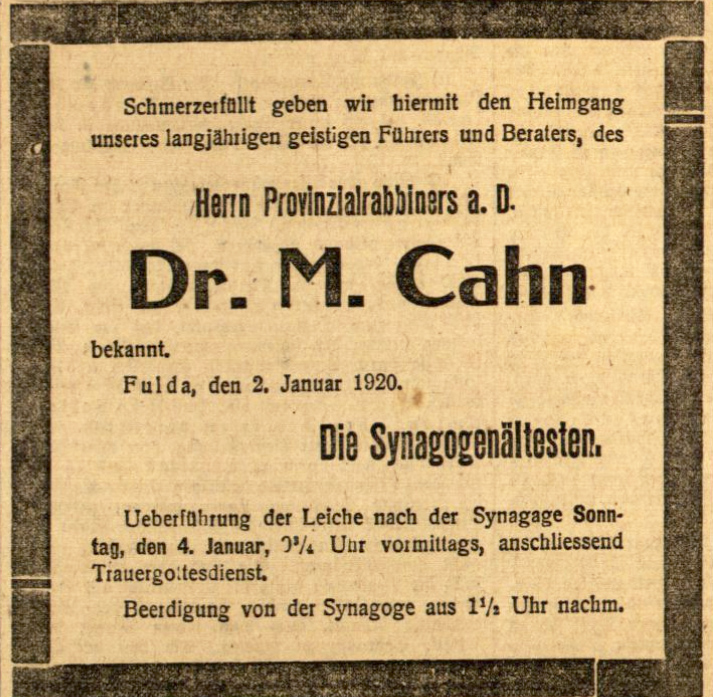 Schmerzerfüllt geben wir hiermit den Heimgang
unseres langjährigen geistigen Führers und Beraters, des
Herrn Provinzialrabbiners a. D.
Dr. M. Cahn
bekannt.
Fulda, den 2. Januar 1920.
Die Synagogenältesten.
Ueberführung der Leiche nach der Synagage Sonn-
tag, den 4. Januar, Uhr vormittags, anschliessend
Trauergottesdienst.
Beerdigung von der Synagoge aus 1½ Uhr nachm.